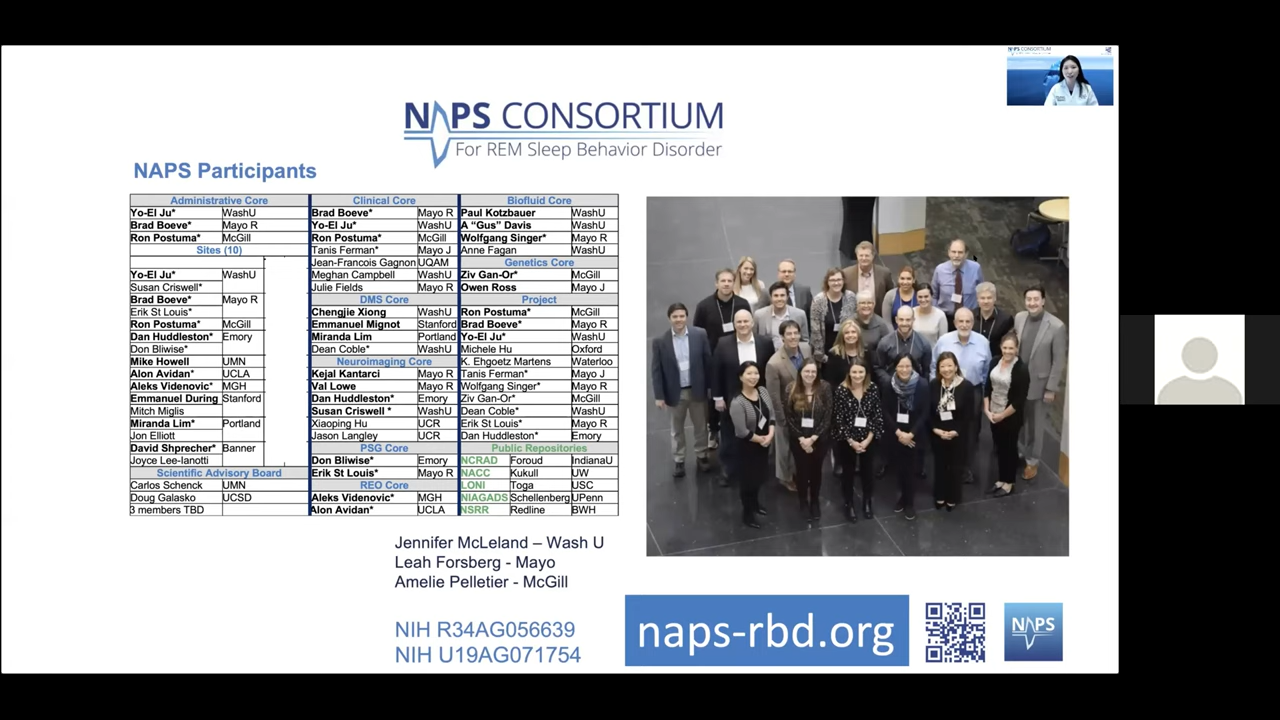 NAPS CONSORTIUM
NAPS CONSORTIUM
For REM Sleep Behavior Disorder
NAPS Participants
Administrative Core
Yo-El Ju* WashU
Brad Boeve* Mayo R
Ron Postuma* McGill
Sites (10)
Yo-El Ju* WashU
Susan Criswell*
Brad Boeve* Mayo R
Erik St Louis*
Ron Postuma* McGill
Dan Huddleston* Emory
Don Bliwise*
Mike Howell UMN
Alon Avidan* UCLA
Aleks Videnovic* MGH
Emmanuel During Stanford
Mitch Miglis
Miranda Lim* Portland
Jon Elliott
David Shprecher* Banner
Joyce Lee-Ianotti
Scientific Advisory Board
Carlos Schenck UMN
Doug Galasko UCSD
3 members TBD
Clinical Core
Brad Boeve* Mayo R
Yo-El Ju* WashU
Ron Postuma* McGill
Tanis Ferman* Mayo J
Jean-Francois Gagnon UQAM
Meghan Campbell WashU
Julie Fields Mayo R
DMS Core
Chengjie Xiong WashU
Emmanuel Mignot Stanford
Miranda Lim Portland
Dean Coble* WashU
Neuroimaging Core
Kejal Kantarci Mayo R
Val Lowe Mayo R
Dan Huddleston* Emory
Susan Criswell * WashU
Xiaoping Hu UCR
Jason Langley UCR
PSG Core
Don Bliwise* Emory
Erik St Louis* Mayo R
REO Core
Aleks Videnovic* MGH
Alon Avidan* UCLA
Biofluid Core
Paul Kotzbauer WashU
A “Gus” Davis WashU
Wolfgang Singer* Mayo R
Anne Fagan WashU
Genetics Core
Ziv Gan-Or* McGill
Owen Ross Mayo J
Project
Ron Postuma* McGill
Brad Boeve* Mayo R
Yo-El Ju* WashU
Michele Hu Oxford
K. Ehgoetz Martens Waterloo
Tanis Ferman* Mayo J
Wolfgang Singer* Mayo R
Ziv Gan-Or* McGill
Dean Coble* WashU
Erik St Louis* Mayo R
Dan Huddleston* Emory
Public Repositories
NCRAD Foroud IndianaU
NACC Kukull UW
LONI Toga USC
NIAGADS Schellenberg UPenn
NSRR Redline BWH
Jennifer McLeland – Wash U
Leah Forsberg - Mayo
Amelie Pelletier - McGill
NIH R34AG056639
NIH U19AG071754
naps-rbd.org
NAPS